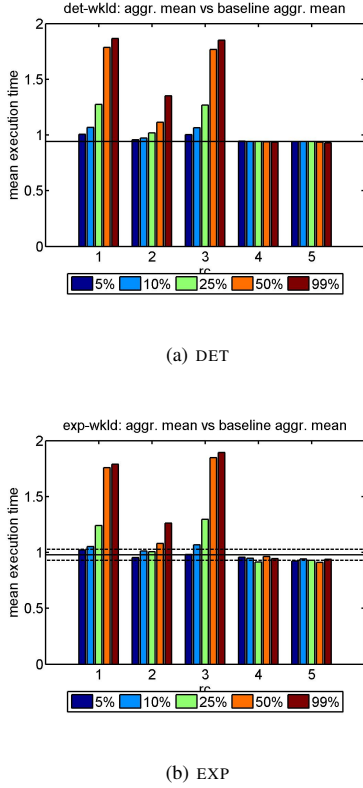 det-wkld: aggr. mean vs baseline aggr. mean
2
1.5
1
0.5
0
mean execution time
1 2 3 4 5
rc
5% 10% 25% 50% 99%
(a) DET
exp-wkld: aggr. mean vs baseline aggr. mean
2
1.5
1
0.5
0
mean execution time
1 2 3 4 5
rc
5% 10% 25% 50% 99%
(b) EXP